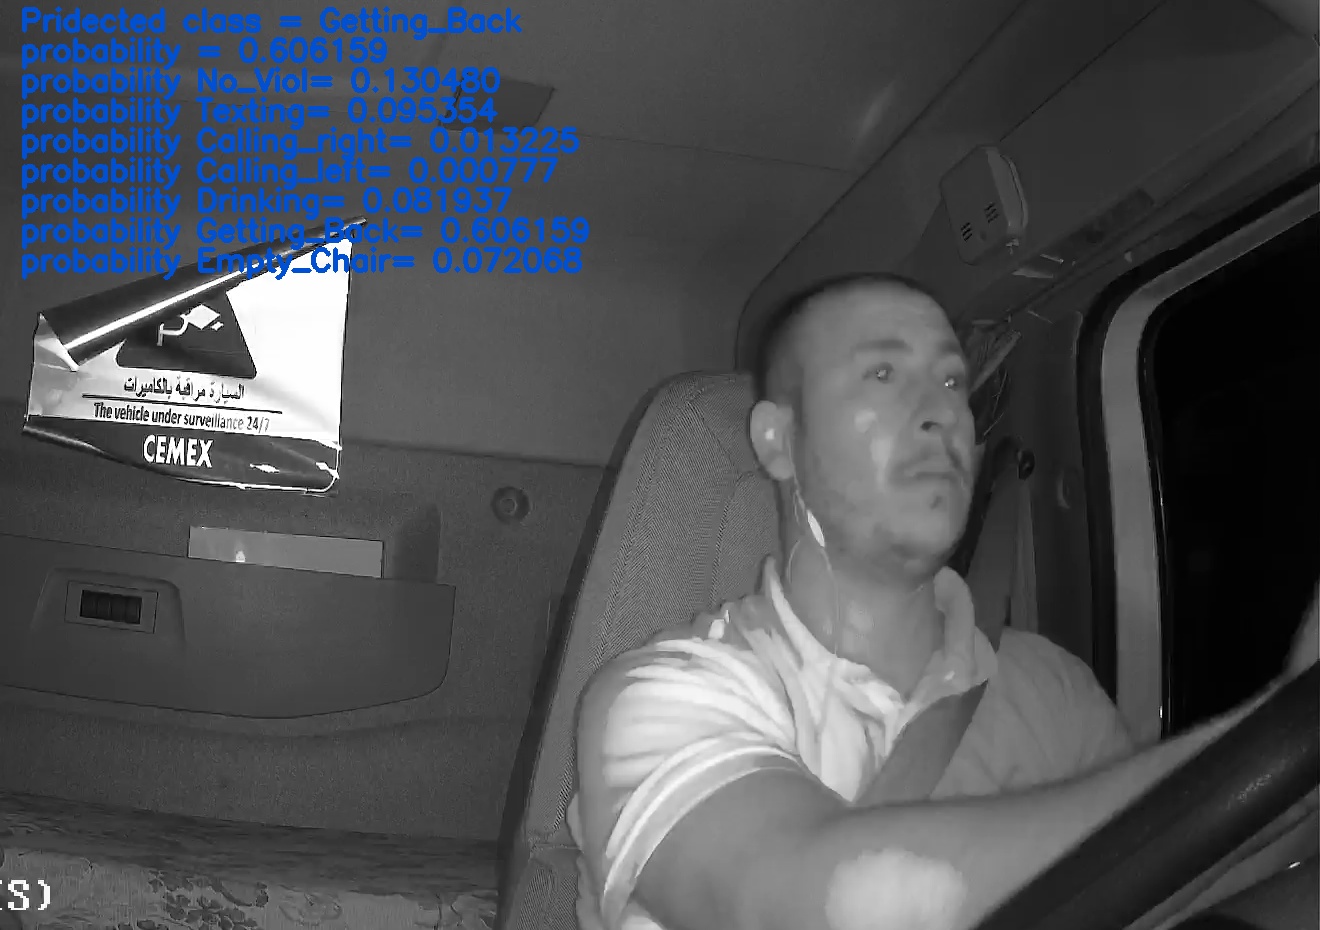 Pridected class = Getting_Back
probability = 0.606159
probability No_Viol= 0.130480
probability Texting= 0.095354
probability Calling_right= 0.013225
probability Calling_left= 0.000777
probability Drinking= 0.081937
probability Getting_Back= 0.606159
probability Empty_Chair= 0.072068
السيارة مراقبة بالكاميرات
The vehicle under surveillance 24/7
CEMEX
S)